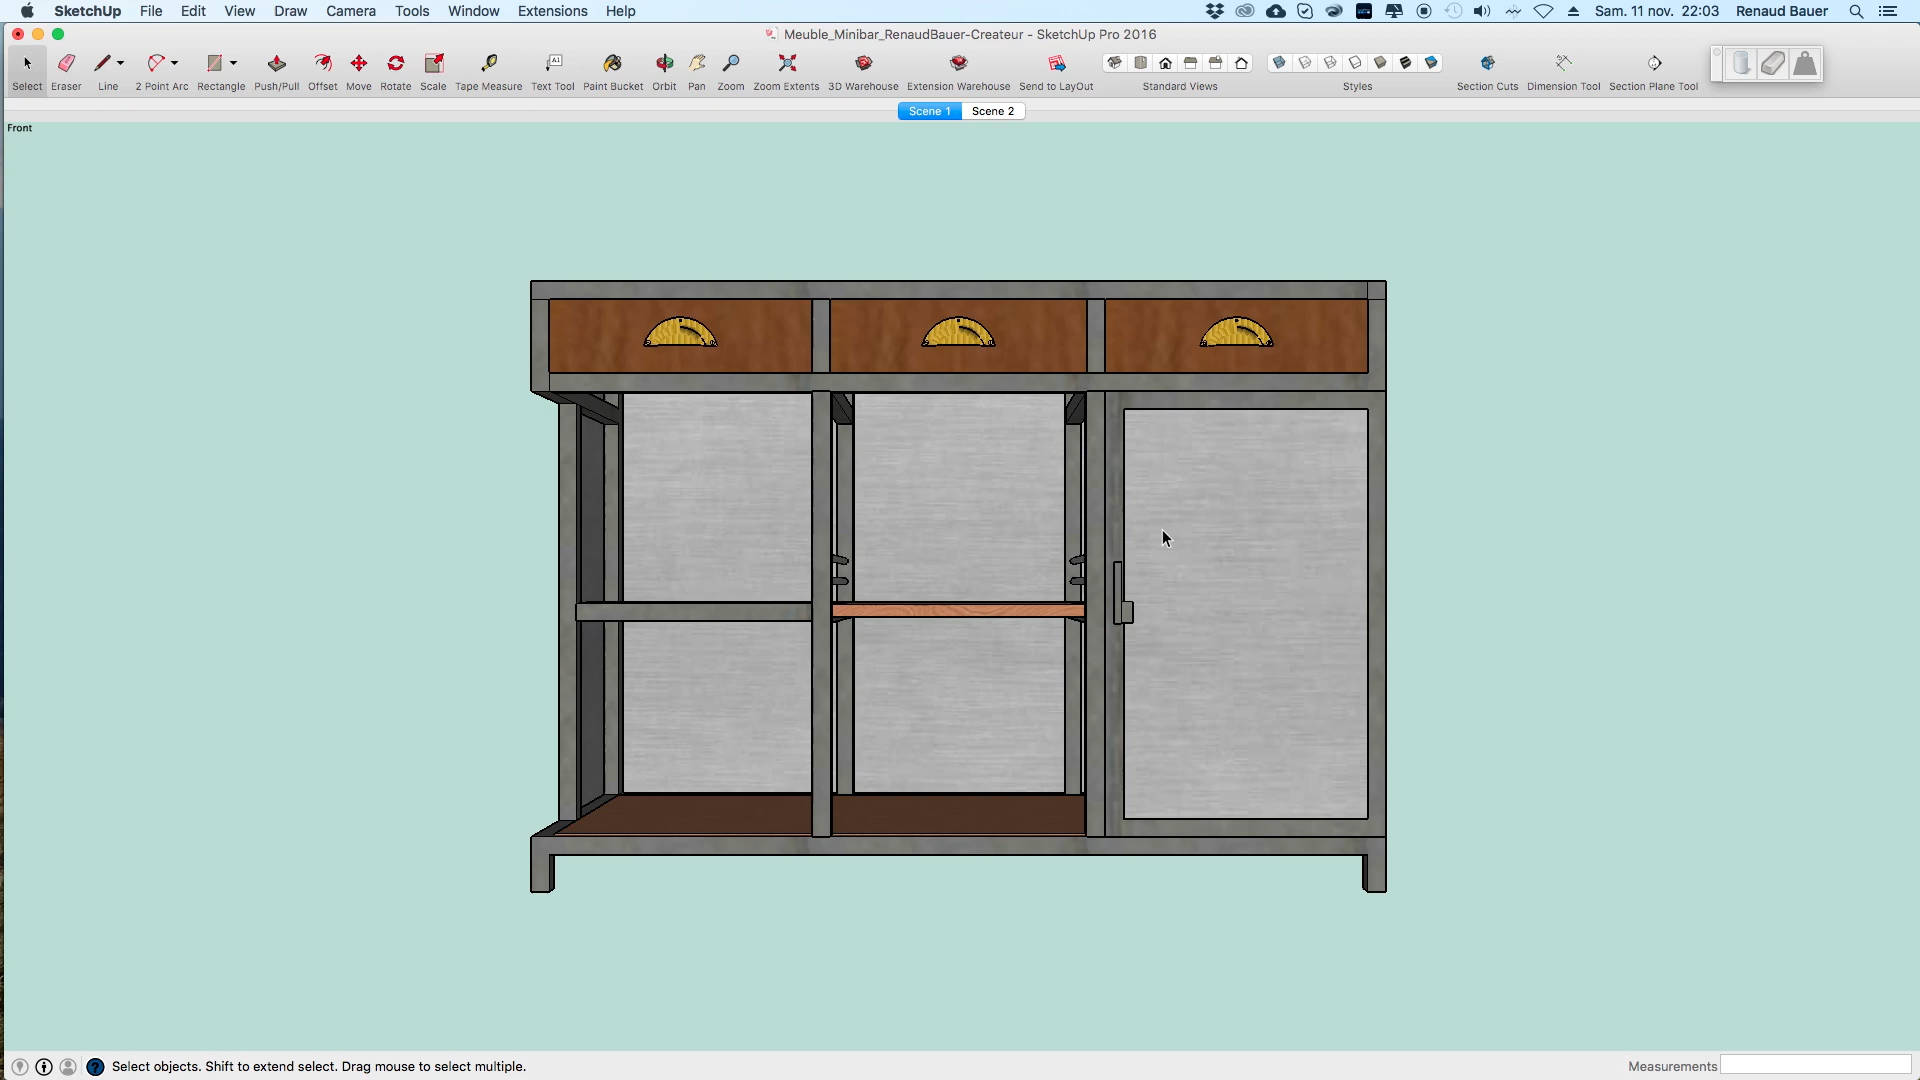 SketchUp File Edit View Draw Camera Tools Window Extensions Help Sam. 11 nov. 22:03 Renaud Bauer
Meuble_Minibar_RenaudBauer-Createur - SketchUp Pro 2016
A1
Select Eraser Line 2 Point Arc Rectangle Push/Pull Offset Move Rotate Scale Tape Measure Text Tool Paint Bucket Orbit Pan Zoom Zoom Extents 3D Warehouse Extension Warehouse Send to LayOut Standard Views Styles Section Cuts Dimension Tool Section Plane Tool
Scene 1 Scene 2
Front
? Select objects. Shift to extend select. Drag mouse to select multiple. Measurements